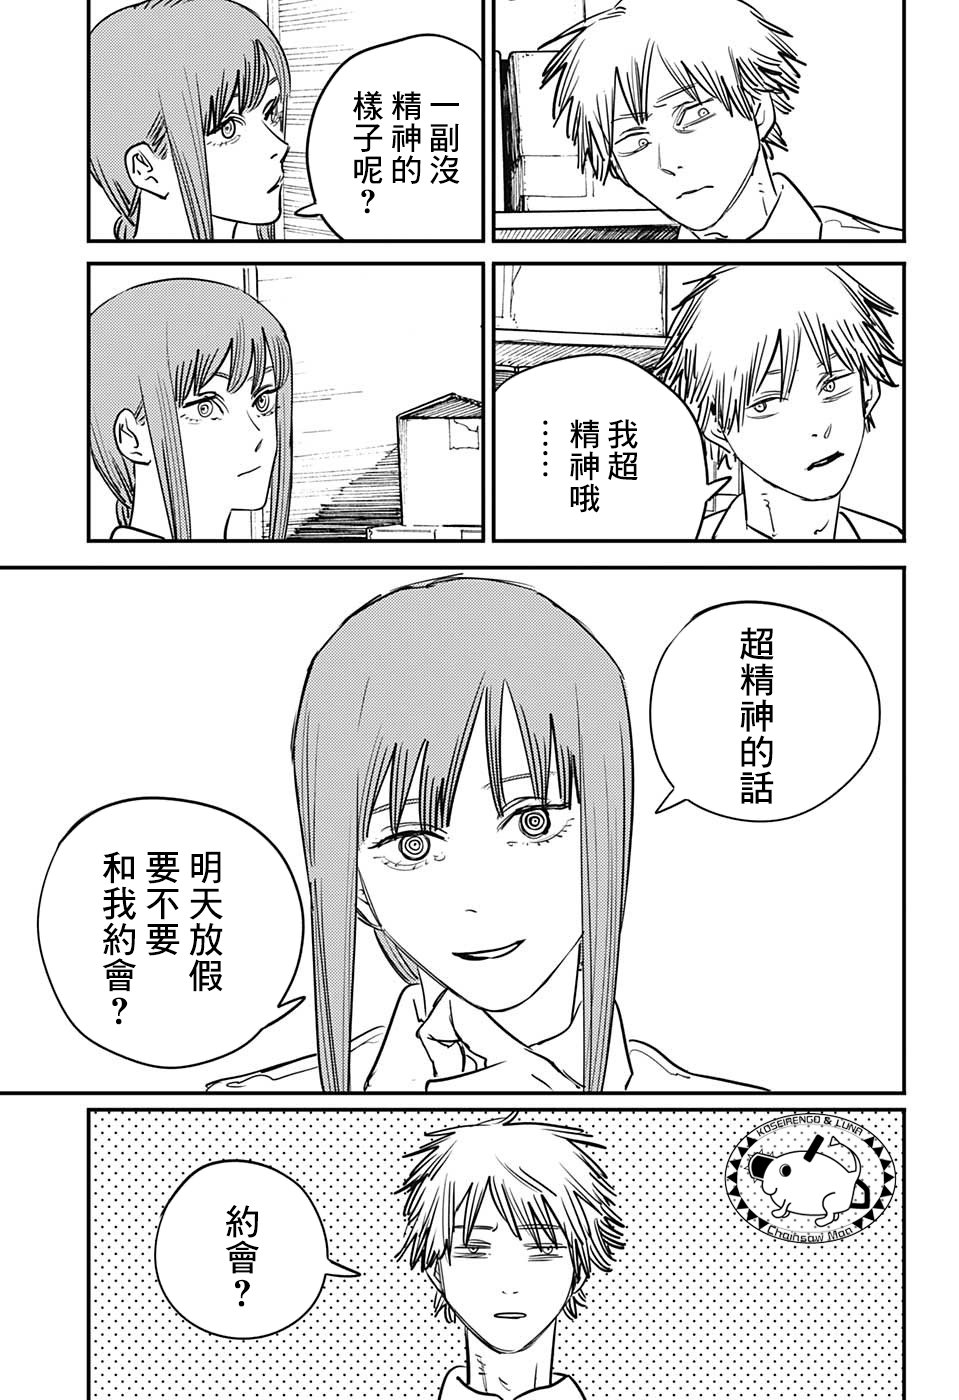 一副沒
精神的
樣子呢?
我超
精神哦
……
超精神的話
明天放假
要不要
和我約會?
約會?
KOSEIRENGO & LUNA
Chainsaw Man